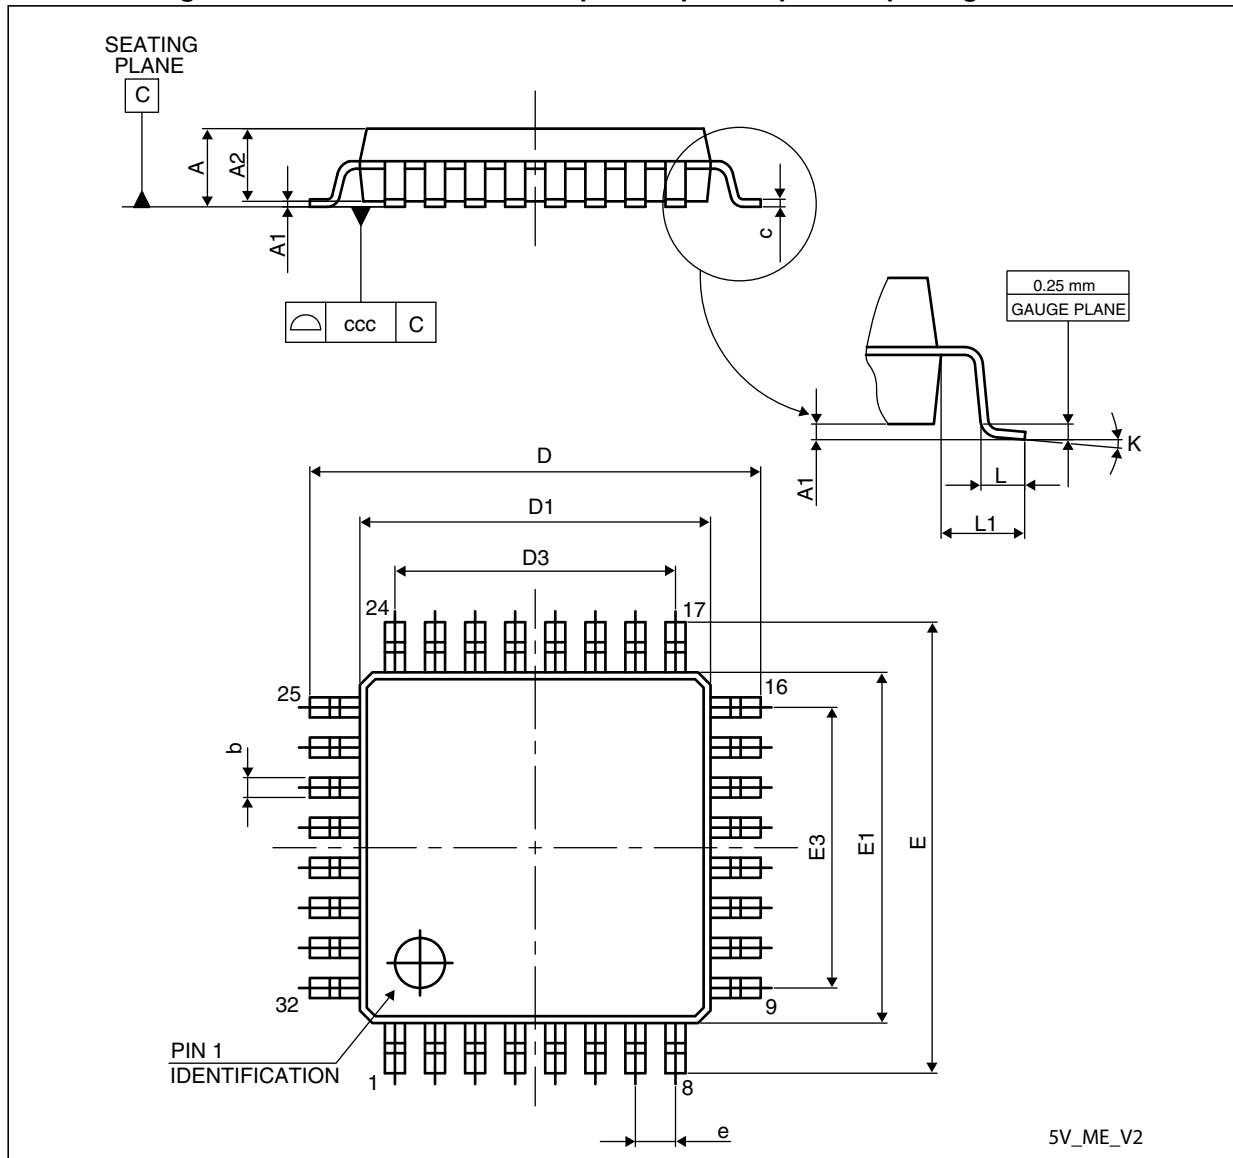 SEATING
PLANE
C
A
A2
A1
c
ccc
C
0.25 mm
GAUGE PLANE
K
A1
L
L1
D
D1
D3
24
17
25
16
b
E3
E1
E
32
9
PIN 1
IDENTIFICATION
1
8
e
5V_ME_V2